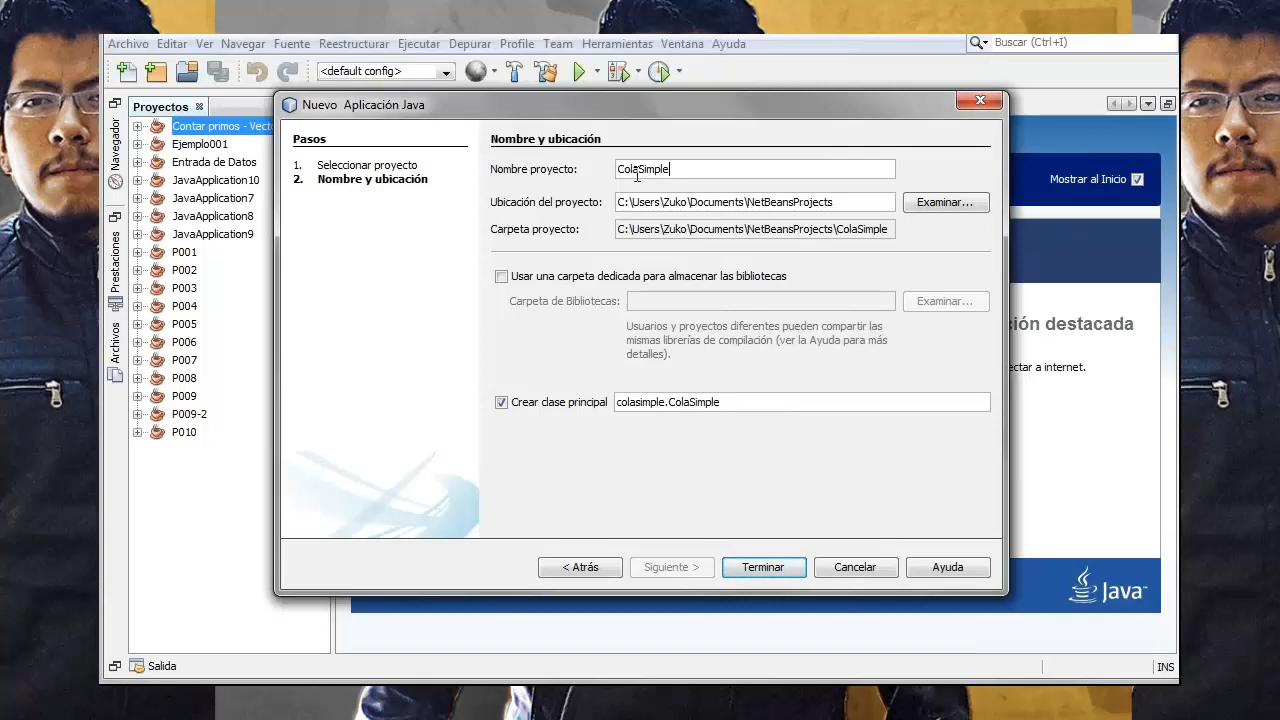 Archivo Editar Ver Navegar Fuente Reestructurar Ejecutar Depurar Profile Team Herramientas Ventana Ayuda
Buscar (Ctrl+I)
<default config>
Proyectos
Navegador
Prestaciones
Archivos
Contar primos - Vect
Ejemplo001
Entrada de Datos
JavaApplication10
JavaApplication7
JavaApplication8
JavaApplication9
P001
P002
P003
P004
P005
P006
P007
P008
P009
P009-2
P010
Nuevo Aplicación Java
Pasos
1. Seleccionar proyecto
2. Nombre y ubicación
Nombre y ubicación
Nombre proyecto: ColaSimple
Ubicación del proyecto: C:\Users\Zuko\Documents\NetBeansProjects Examinar...
Carpeta proyecto: C:\Users\Zuko\Documents\NetBeansProjects\ColaSimple
Usar una carpeta dedicada para almacenar las bibliotecas
Carpeta de Bibliotecas: Examinar...
Usuarios y proyectos diferentes pueden compartir las
mismas librerías de compilación (ver la Ayuda para más
detalles).
Crear clase principal colasimple.ColaSimple
< Atrás Siguiente > Terminar Cancelar Ayuda
Mostrar al Inicio
ción destacada
ectar a internet.
Java™
Salida
INS